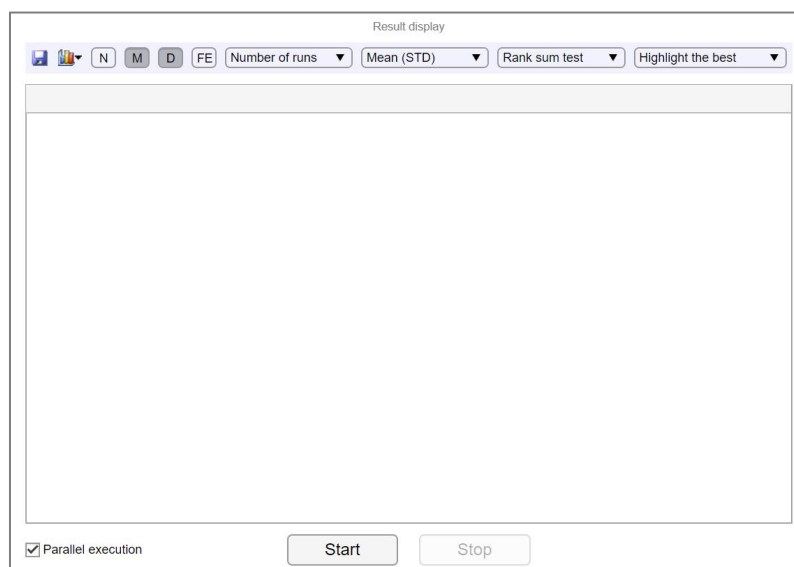 Result display
N M D FE Number of runs Mean (STD) Rank sum test Highlight the best
Parallel execution Start Stop